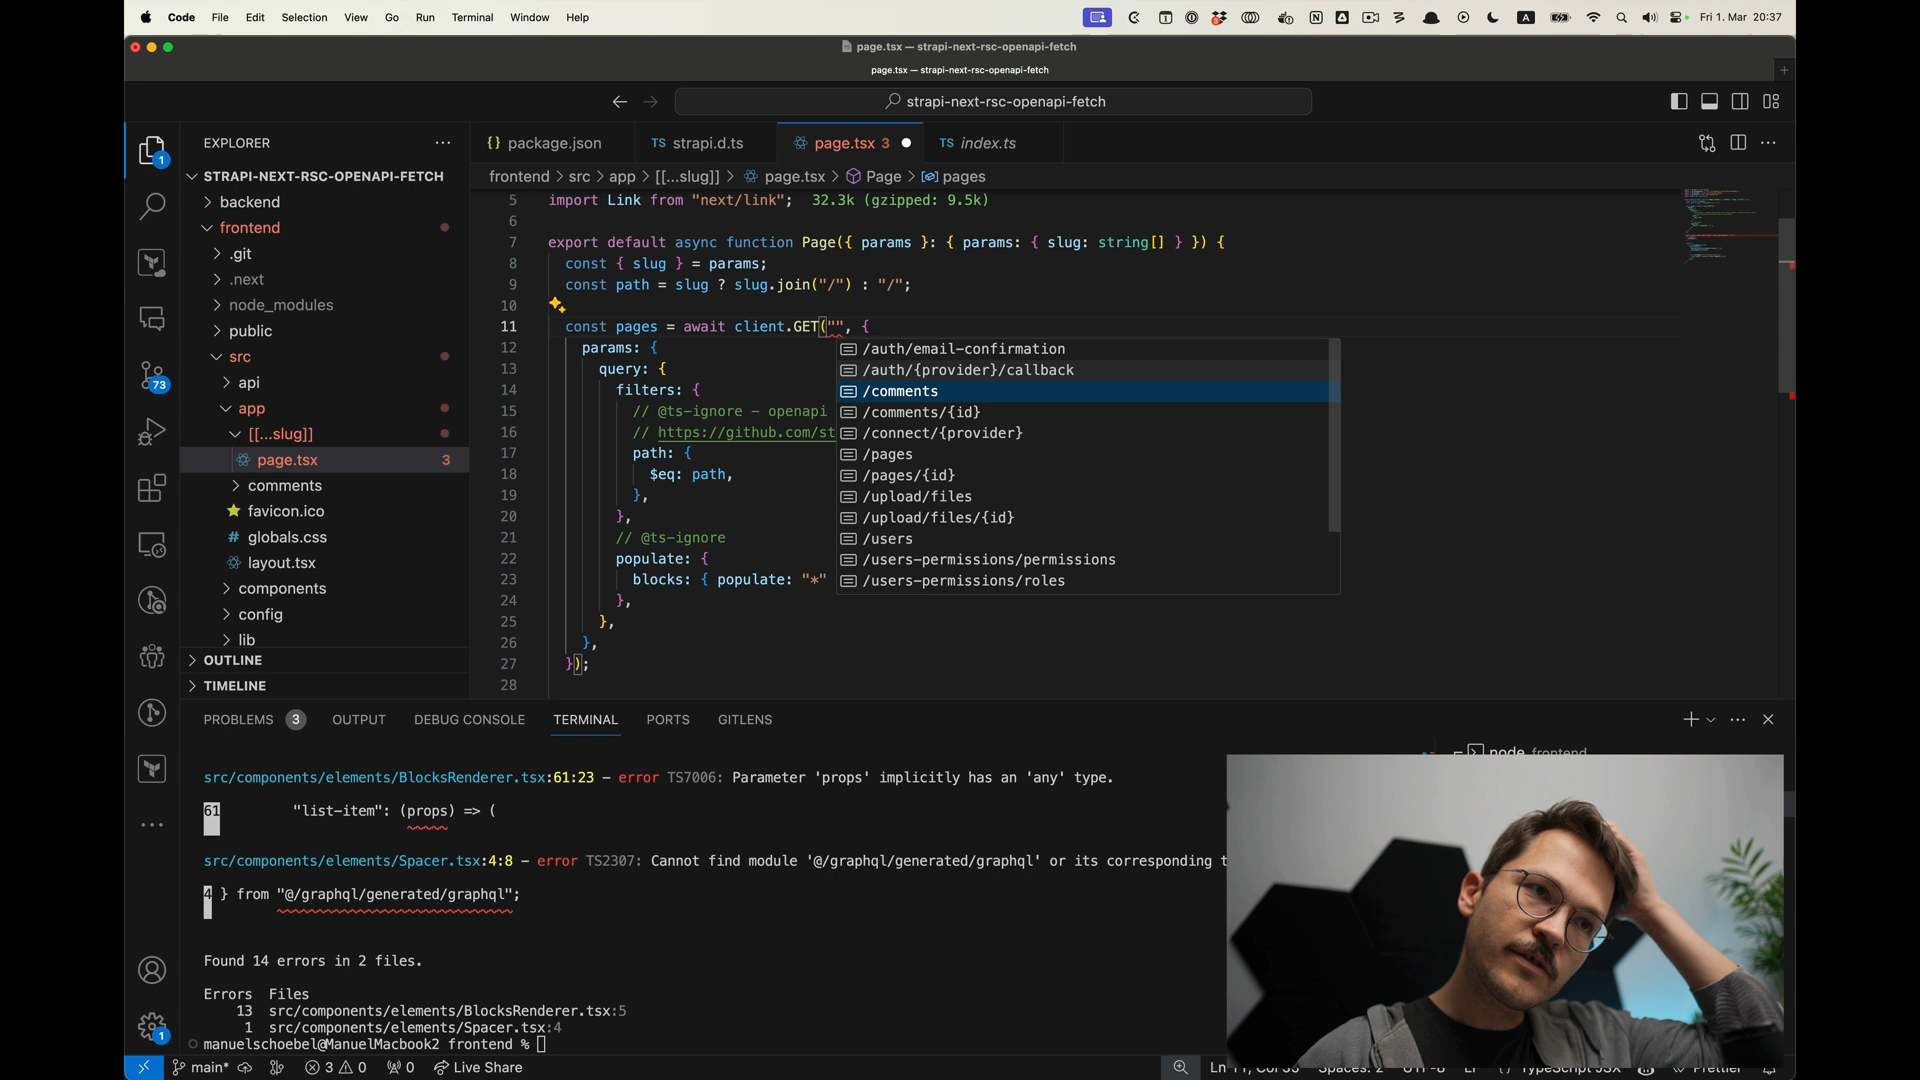 Code File Edit Selection View Go Run Terminal Window Help Fri 1. Mar 20:37
page.tsx — strapi-next-rsc-openapi-fetch
page.tsx — strapi-next-rsc-openapi-fetch
strapi-next-rsc-openapi-fetch
EXPLORER
package.json
TS strapi.d.ts
page.tsx 3
TS index.ts
frontend > src > app > [[...slug]] > page.tsx > Page > pages
STRAPI-NEXT-RSC-OPENAPI-FETCH
backend
frontend
.git
.next
node_modules
public
src
api
app
[[...slug]]
page.tsx 3
comments
favicon.ico
globals.css
layout.tsx
components
config
lib
OUTLINE
TIMELINE
1
73
1
5 import Link from "next/link"; 32.3k (gzipped: 9.5k)
6
7 export default async function Page({ params }: { params: { slug: string[] } }) {
8 const { slug } = params;
9 const path = slug ? slug.join("/") : "/";
10
11 const pages = await client.GET("", {
12 params: {
13 query: {
14 filters: {
15 // @ts-ignore - openapi
16 // https://github.com/st
17 path: {
18 $eq: path,
19 },
20 },
21 // @ts-ignore
22 populate: {
23 blocks: { populate: "*"
24 },
25 },
26 },
27 });
28
/auth/email-confirmation
/auth/{provider}/callback
/comments
/comments/{id}
/connect/{provider}
/pages
/pages/{id}
/upload/files
/upload/files/{id}
/users
/users-permissions/permissions
/users-permissions/roles
PROBLEMS 3 OUTPUT DEBUG CONSOLE TERMINAL PORTS GITLENS
node frontend
src/components/elements/BlocksRenderer.tsx:61:23 - error TS7006: Parameter 'props' implicitly has an 'any' type.
61 "list-item": (props) => (
src/components/elements/Spacer.tsx:4:8 - error TS2307: Cannot find module '@/graphql/generated/graphql' or its corresponding t
4 } from "@/graphql/generated/graphql";
Found 14 errors in 2 files.
Errors Files
13 src/components/elements/BlocksRenderer.tsx:5
1 src/components/elements/Spacer.tsx:4
manuelschoebel@ManuelMacbook2 frontend %
main* 3 0 0 Live Share